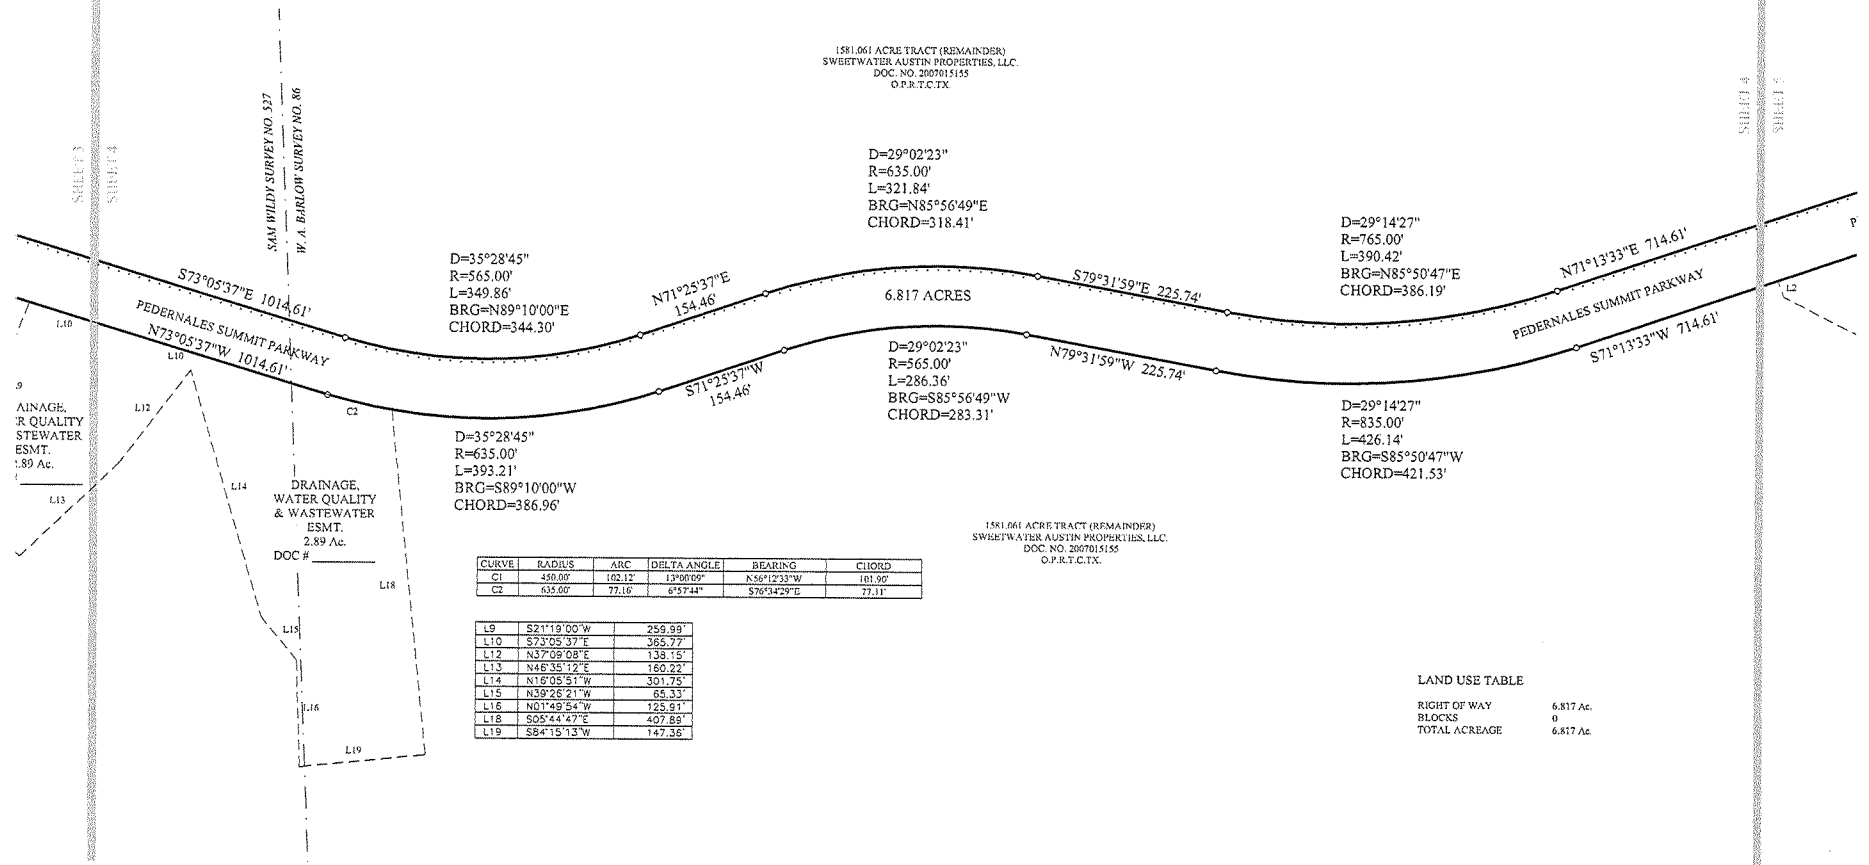 1581.061 ACRE TRACT (REMAINDER)
SWEETWATER AUSTIN PROPERTIES, LLC.
DOC. NO. 2007015155
O.P.R.T.C.TX.
SHEET 3
SHEET 4
SAM WILDY SURVEY NO. 527
W. A. BARLOW SURVEY NO. 86
SHEET 4
SHEET 5
D=29°02'23"
R=635.00'
L=321.84'
BRG=N85°56'49"E
CHORD=318.41'
D=35°28'45"
R=565.00'
L=349.86'
BRG=N89°10'00"E
CHORD=344.30'
D=29°14'27"
R=765.00'
L=390.42'
BRG=N85°50'47"E
CHORD=386.19'
S73°05'37"E 1014.61'
PEDERNALES SUMMIT PARKWAY
N73°05'37"W 1014.61'
N71°25'37"E
154.46'
6.817 ACRES
S79°31'59"E 225.74'
N71°13'33"E 714.61'
PEDERNALES SUMMIT PARKWAY
S71°13'33"W 714.61'
P
L2
L10
L10
C2
S71°25'37"W
154.46'
N79°31'59"W 225.74'
D=29°02'23"
R=565.00'
L=286.36'
BRG=S85°56'49"W
CHORD=283.31'
D=35°28'45"
R=635.00'
L=393.21'
BRG=S89°10'00"W
CHORD=386.96'
D=29°14'27"
R=835.00'
L=426.14'
BRG=S85°50'47"W
CHORD=421.53'
.9
AINAGE,
R QUALITY
STEWATER
ESMT.
.89 Ac.
L12
L13
L14
DRAINAGE,
WATER QUALITY
& WASTEWATER
ESMT.
2.89 Ac.
DOC #
L18
L15
L16
L19
1581.061 ACRE TRACT (REMAINDER)
SWEETWATER AUSTIN PROPERTIES, LLC.
DOC. NO. 2007015155
O.P.R.T.C.TX.
CURVE RADIUS ARC DELTA ANGLE BEARING CHORD
C1 450.00' 102.12' 13°00'09" N56°12'33"W 101.90'
C2 635.00' 77.16' 6°57'44" S76°34'29"E 77.11'
L9 S21°19'00"W 259.99'
L10 S73°05'37"E 365.77'
L12 N37°09'08"E 138.15'
L13 N46°35'12"E 160.22'
L14 N16°05'51"W 301.75'
L15 N39°26'21"W 65.33'
L16 N01°49'54"W 125.91'
L18 S05°44'47"E 407.89'
L19 S84°15'13"W 147.36'
LAND USE TABLE
RIGHT OF WAY 6.817 Ac.
BLOCKS 0
TOTAL ACREAGE 6.817 Ac.